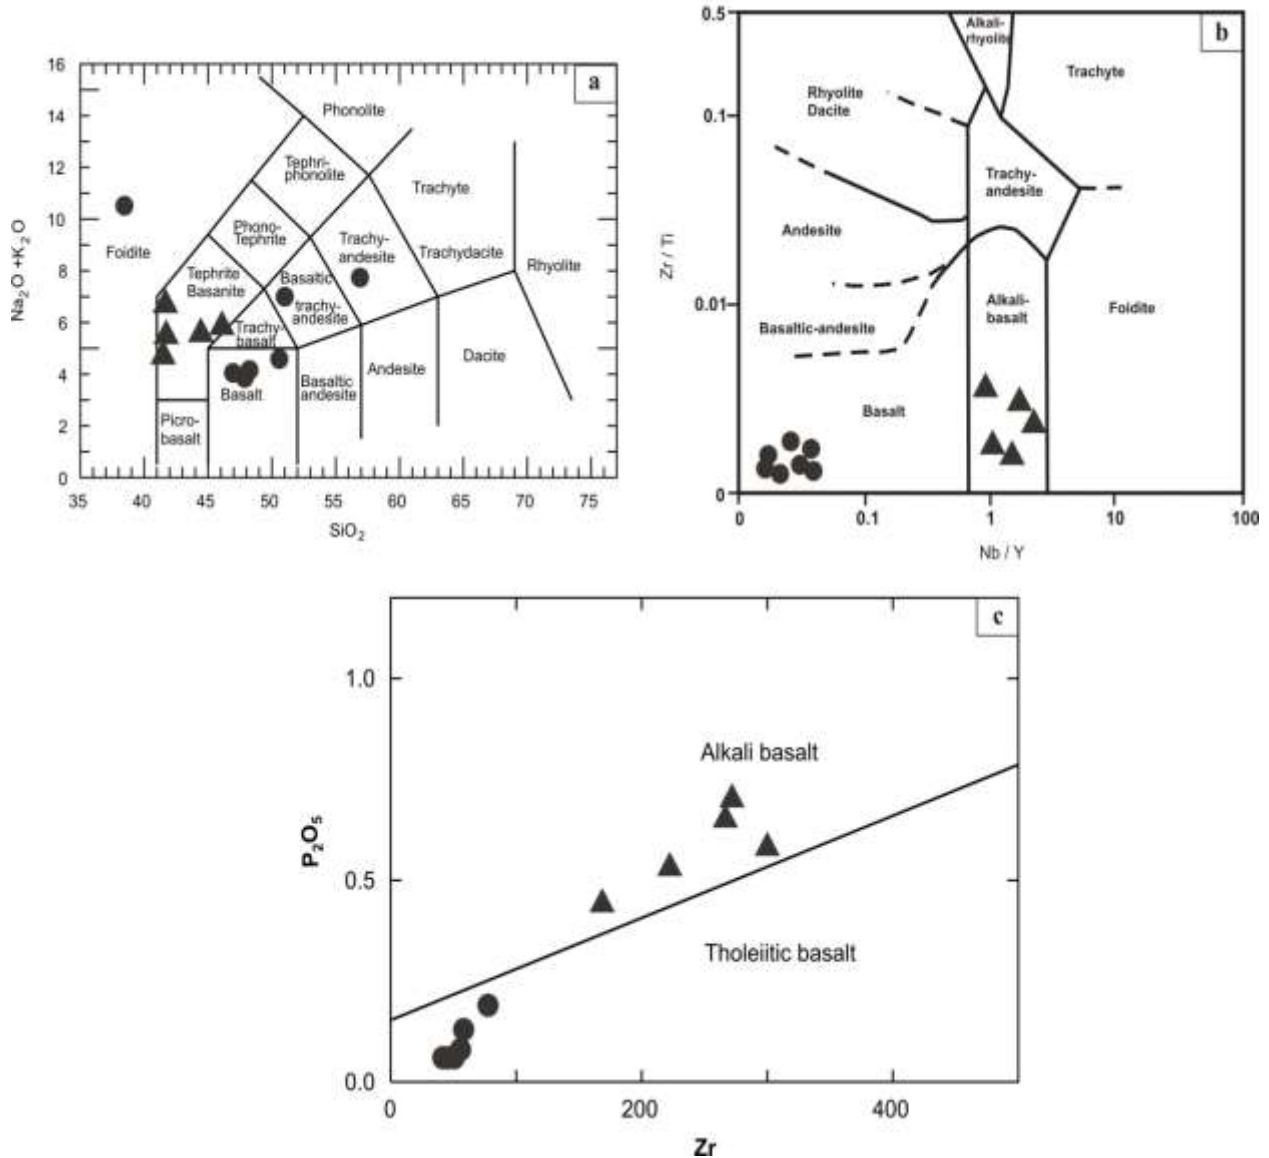 a
16
14
12
10
8
6
4
2
0
Na2O+K2O
Phonolite
Tephri-
phonolite
Trachyte
Phono-
Tephrite
Trachy-
andesite
Foidite
Trachydacite
Rhyolite
Tephrite
Basanite
Basaltic
trachy-
andesite
Trachy-
basalt
Dacite
Andesite
Basaltic
andesite
Basalt
Picro-
basalt
35 40 45 50 55 60 65 70 75
SiO2
b
0.5
0.1
0.01
0
Zr / Ti
Alkali-
rhyolite
Trachyte
Rhyolite
Dacite
Trachy-
andesite
Andesite
Alkali-
basalt
Foidite
Basaltic-andesite
Basalt
0 0.1 1 10 100
Nb / Y
c
1.0
0.5
0.0
P2O5
Alkali basalt
Tholeiitic basalt
0 200 400
Zr